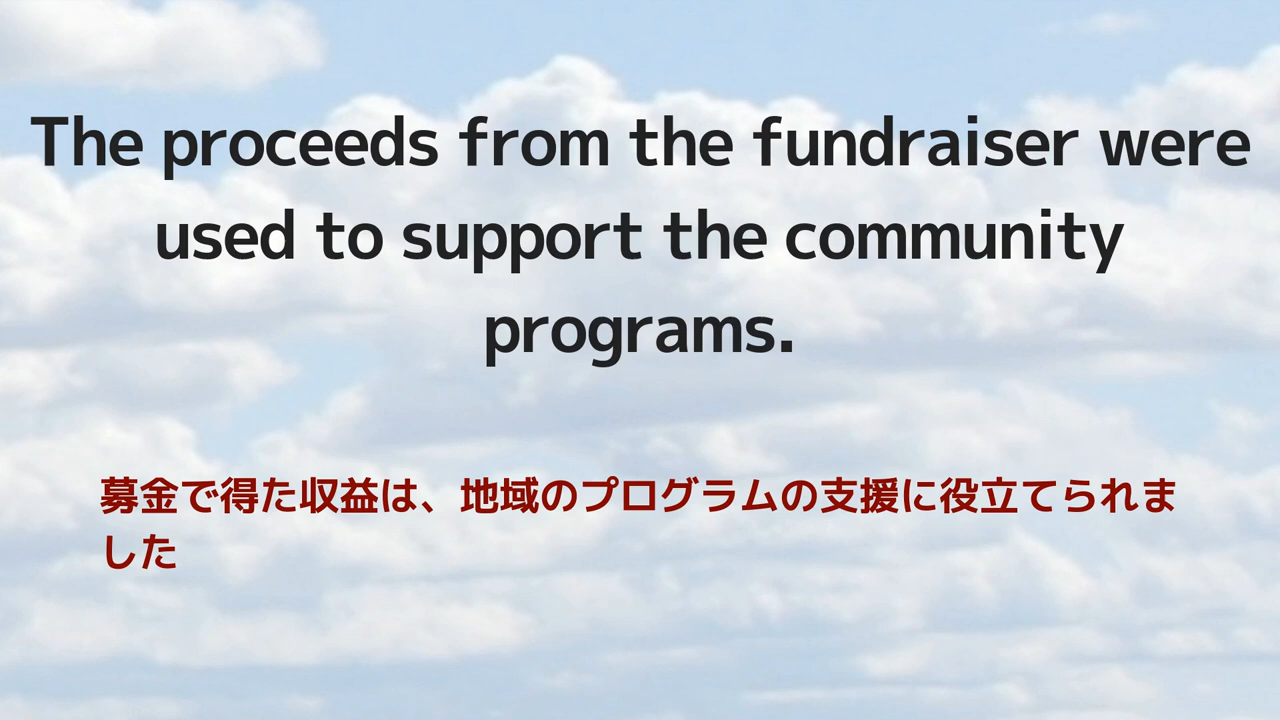 The proceeds from the fundraiser were
used to support the community
programs.
募金で得た収益は、地域のプログラムの支援に役立てられま
した